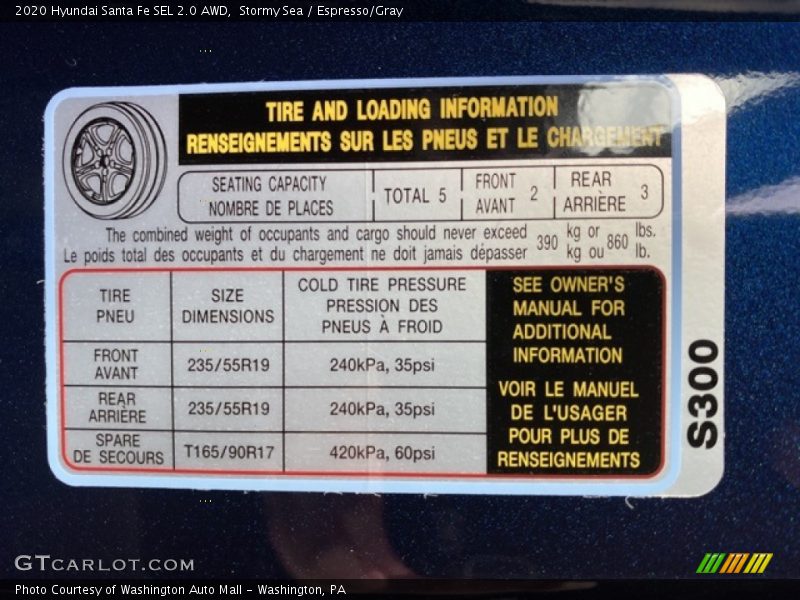 2020 Hyundai Santa Fe SEL 2.0 AWD,  Stormy Sea / Espresso/Gray
TIRE AND LOADING INFORMATION
RENSEIGNEMENTS SUR LES PNEUS ET LE CHARGEMENT
SEATING CAPACITY
NOMBRE DE PLACES
TOTAL 5
FRONT
AVANT
2
REAR
ARRIÈRE
3
The combined weight of occupants and cargo should never exceed
Le poids total des occupants et du chargement ne doit jamais dépasser
390
kg or
kg ou
860
lbs.
lb.
TIRE
PNEU
SIZE
DIMENSIONS
COLD TIRE PRESSURE
PRESSION DES
PNEUS À FROID
FRONT
AVANT
235/55R19
240kPa, 35psi
REAR
ARRIÈRE
235/55R19
240kPa, 35psi
SPARE
DE SECOURS
T165/90R17
420kPa, 60psi
SEE OWNER'S
MANUAL FOR
ADDITIONAL
INFORMATION
VOIR LE MANUEL
DE L'USAGER
POUR PLUS DE
RENSEIGNEMENTS
S300
GTCARLOT.COM
Photo Courtesy of Washington Auto Mall - Washington, PA